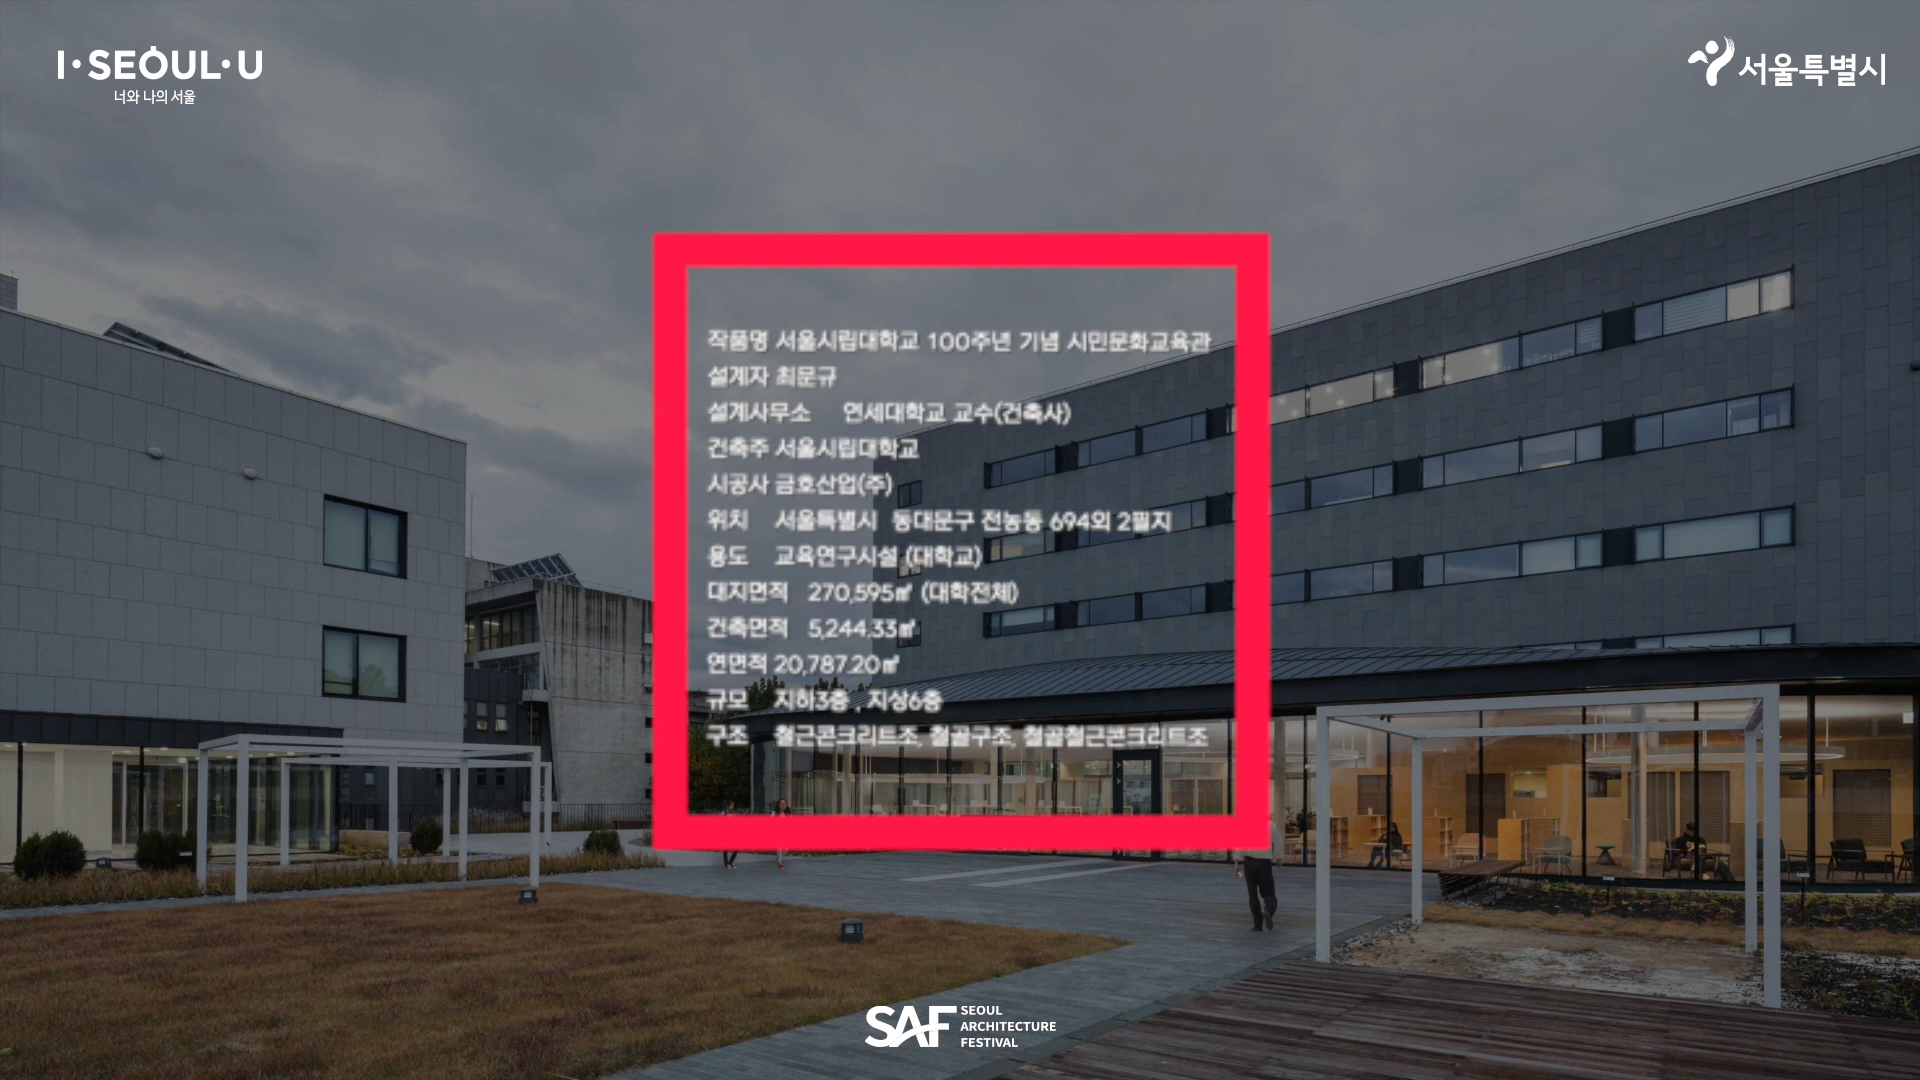 I·SEOUL·U
너와 나의 서울
서울특별시
작품명 서울시립대학교 100주년 기념 시민문화교육관
설계자 최문규
설계사무소 연세대학교 교수(건축사)
건축주 서울시립대학교
시공사 금호산업(주)
위치 서울특별시 동대문구 전농동 694외 2필지
용도 교육연구시설 (대학교)
대지면적 270,595㎡ (대학전체)
건축면적 5,244.33㎡
연면적 20,787.20㎡
규모 지하3층 , 지상6층
구조 철근콘크리트조, 철골구조, 철골철근콘크리트조
SAF SEOUL
ARCHITECTURE
FESTIVAL